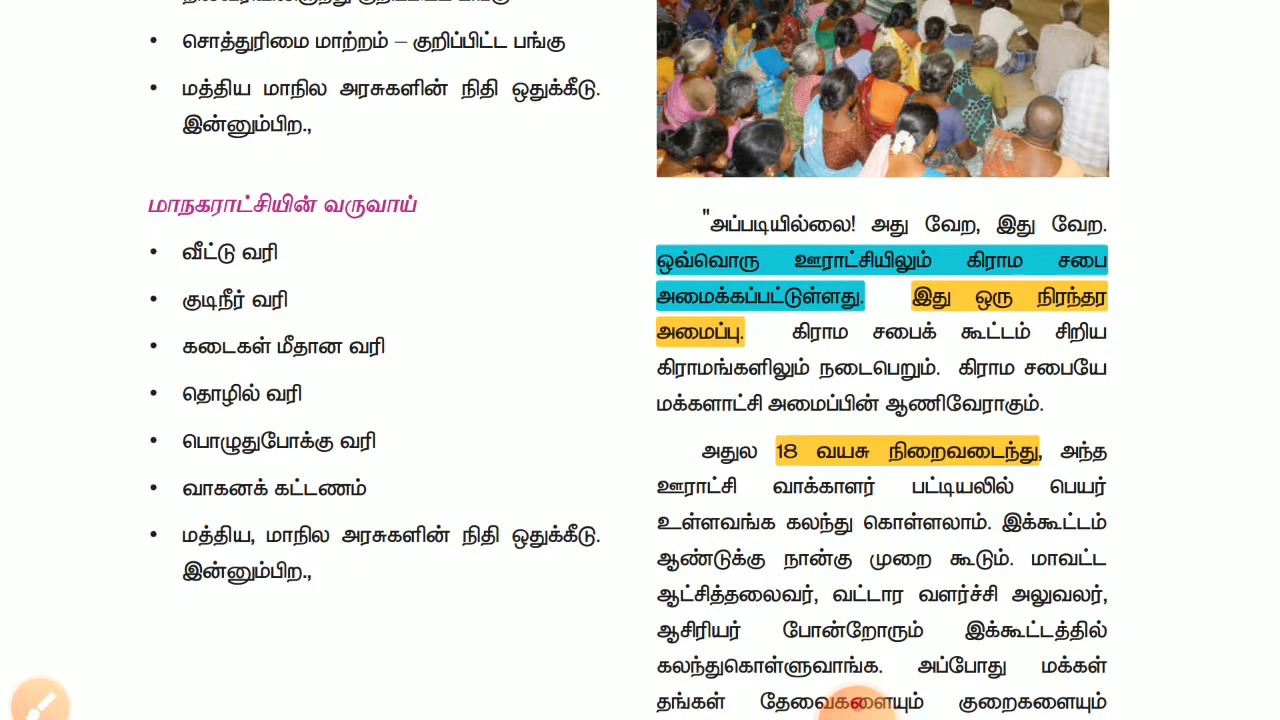 • சொத்துரிமை மாற்றம் – குறிப்பிட்ட பங்கு
• மத்திய மாநில அரசுகளின் நிதி ஒதுக்கீடு.
இன்னும்பிற.,
மாநகராட்சியின் வருவாய்
• வீட்டு வரி
• குடிநீர் வரி
• கடைகள் மீதான வரி
• தொழில் வரி
• பொழுதுபோக்கு வரி
• வாகனக் கட்டணம்
• மத்திய, மாநில அரசுகளின் நிதி ஒதுக்கீடு.
இன்னும்பிற.,
"அப்படியில்லை! அது வேற, இது வேற.
ஒவ்வொரு ஊராட்சியிலும் கிராம சபை
அமைக்கப்பட்டுள்ளது. இது ஒரு நிரந்தர
அமைப்பு. கிராம சபைக் கூட்டம் சிறிய
கிராமங்களிலும் நடைபெறும். கிராம சபையே
மக்களாட்சி அமைப்பின் ஆணிவேராகும்.
அதுல 18 வயசு நிறைவடைந்து, அந்த
ஊராட்சி வாக்காளர் பட்டியலில் பெயர்
உள்ளவங்க கலந்து கொள்ளலாம். இக்கூட்டம்
ஆண்டுக்கு நான்கு முறை கூடும். மாவட்ட
ஆட்சித்தலைவர், வட்டார வளர்ச்சி அலுவலர்,
ஆசிரியர் போன்றோரும் இக்கூட்டத்தில்
கலந்துகொள்ளுவாங்க. அப்போது மக்கள்
தங்கள் தேவைகளையும் குறைகளையும்